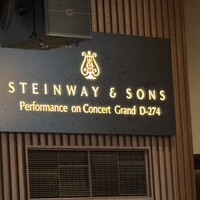 STEINWAY & SONS
Performance on Concert Grand D-274